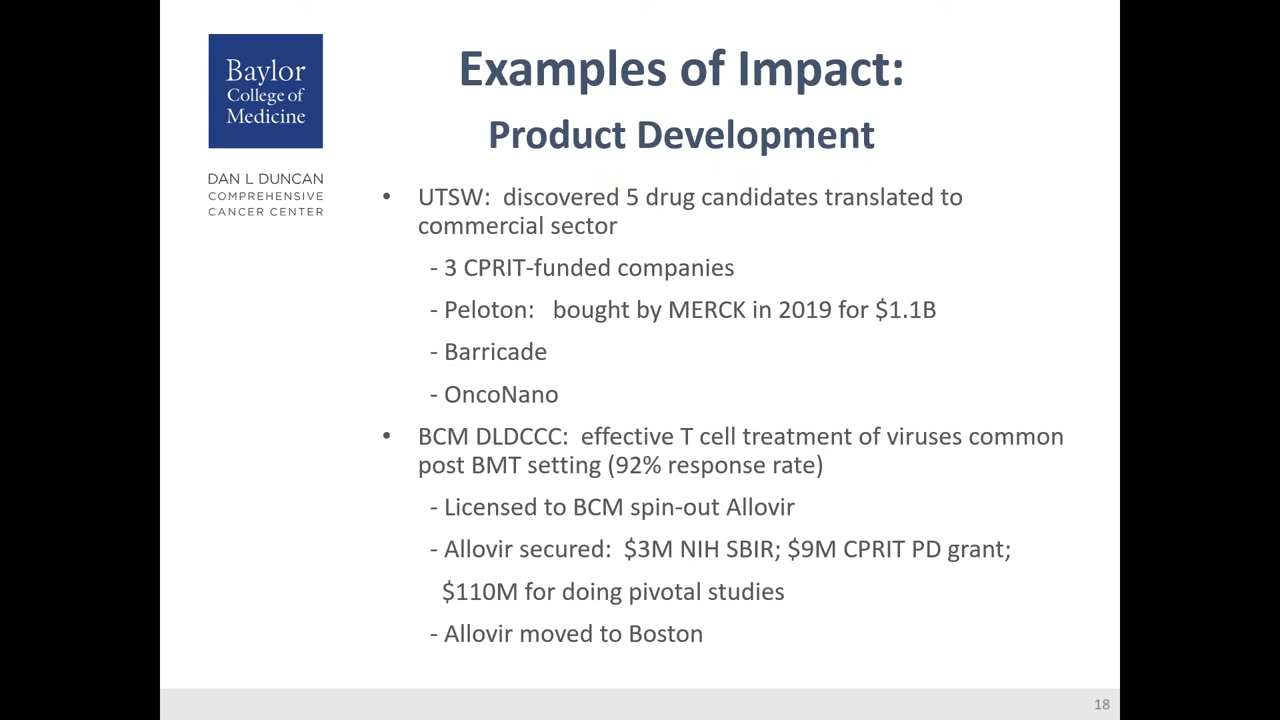 Baylor
College of
Medicine
DAN L DUNCAN
COMPREHENSIVE
CANCER CENTER
Examples of Impact:
Product Development
• UTSW:  discovered 5 drug candidates translated to
commercial sector
- 3 CPRIT-funded companies
- Peloton:   bought by MERCK in 2019 for $1.1B
- Barricade
- OncoNano
• BCM DLDCCC:  effective T cell treatment of viruses common
post BMT setting (92% response rate)
- Licensed to BCM spin-out Allovir
- Allovir secured:  $3M NIH SBIR; $9M CPRIT PD grant;
$110M for doing pivotal studies
- Allovir moved to Boston
18